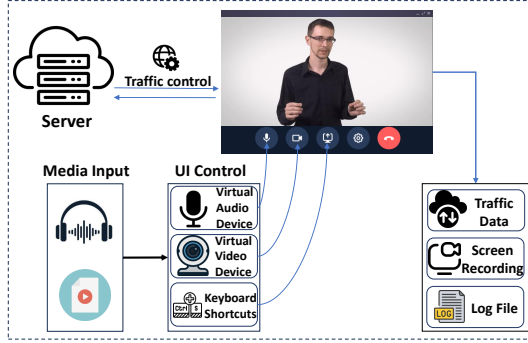 Traffic control
Server
Media Input
UI Control
Virtual
Audio
Device
Virtual
Video
Device
Keyboard
Shortcuts
Ctrl
S
Traffic
Data
Screen
Recording
LOG
Log File